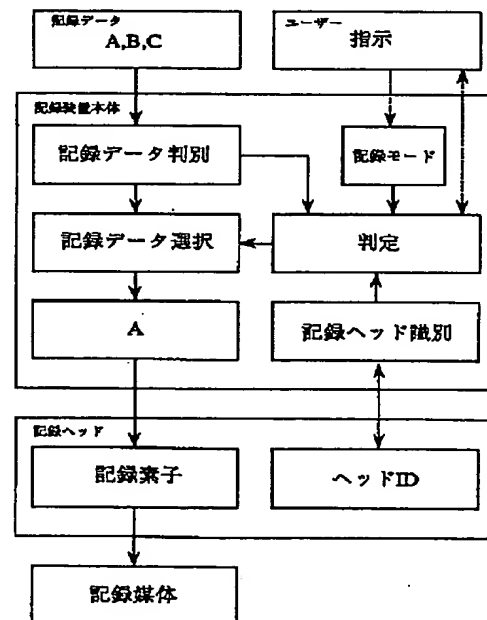 記録データ
A,B,C
ユーザー
指示
記録装置本体
記録データ判別
記録モード
記録データ選択
判定
A
記録ヘッド識別
記録ヘッド
記録素子
ヘッドID
記録媒体